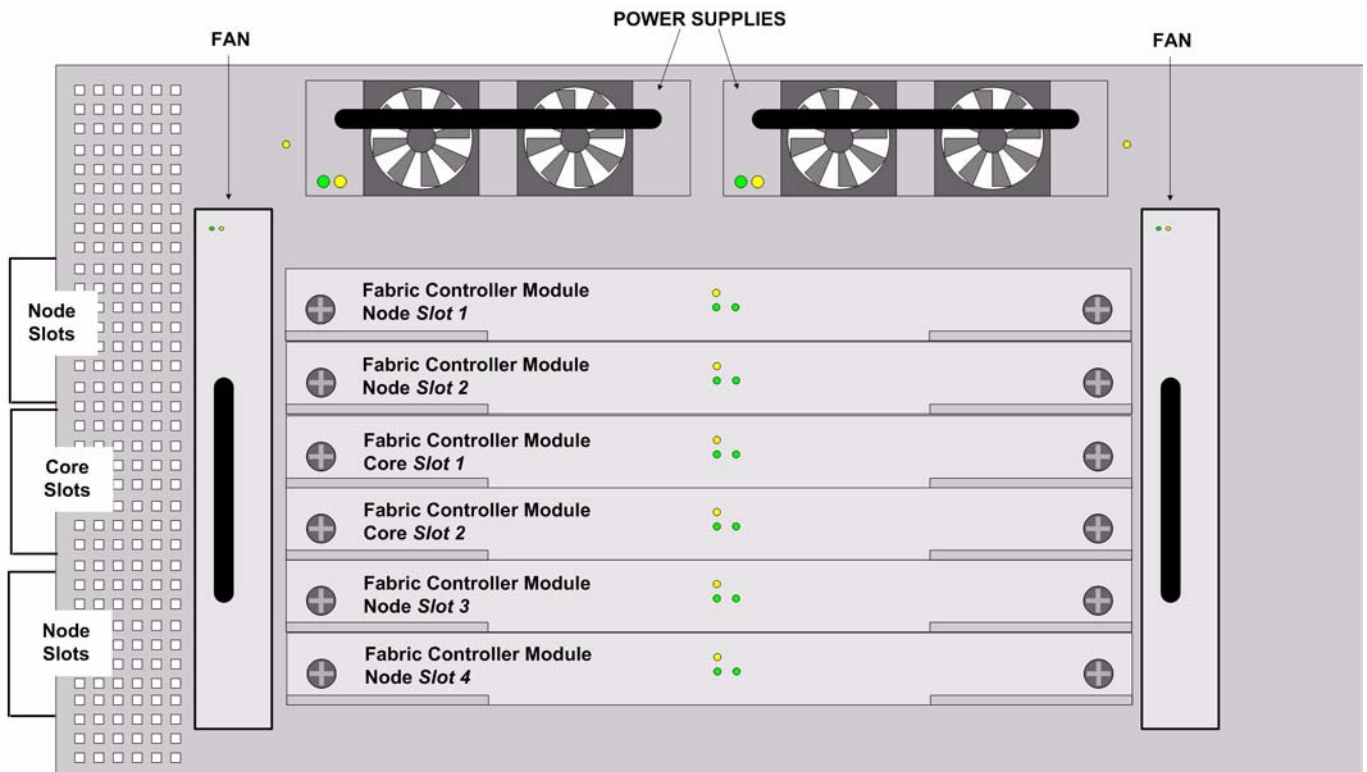 POWER SUPPLIES
FAN
FAN
Node
Slots
Core
Slots
Node
Slots
Fabric Controller Module
Node Slot 1
Fabric Controller Module
Node Slot 2
Fabric Controller Module
Core Slot 1
Fabric Controller Module
Core Slot 2
Fabric Controller Module
Node Slot 3
Fabric Controller Module
Node Slot 4